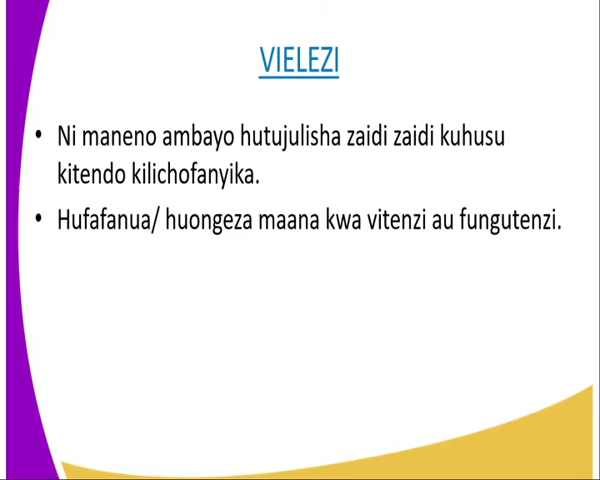 VIELEZI
• Ni maneno ambayo hutujulisha zaidi zaidi kuhusu
kitendo kilichofanyika.
• Hufafanua/ huongeza maana kwa vitenzi au fungutenzi.